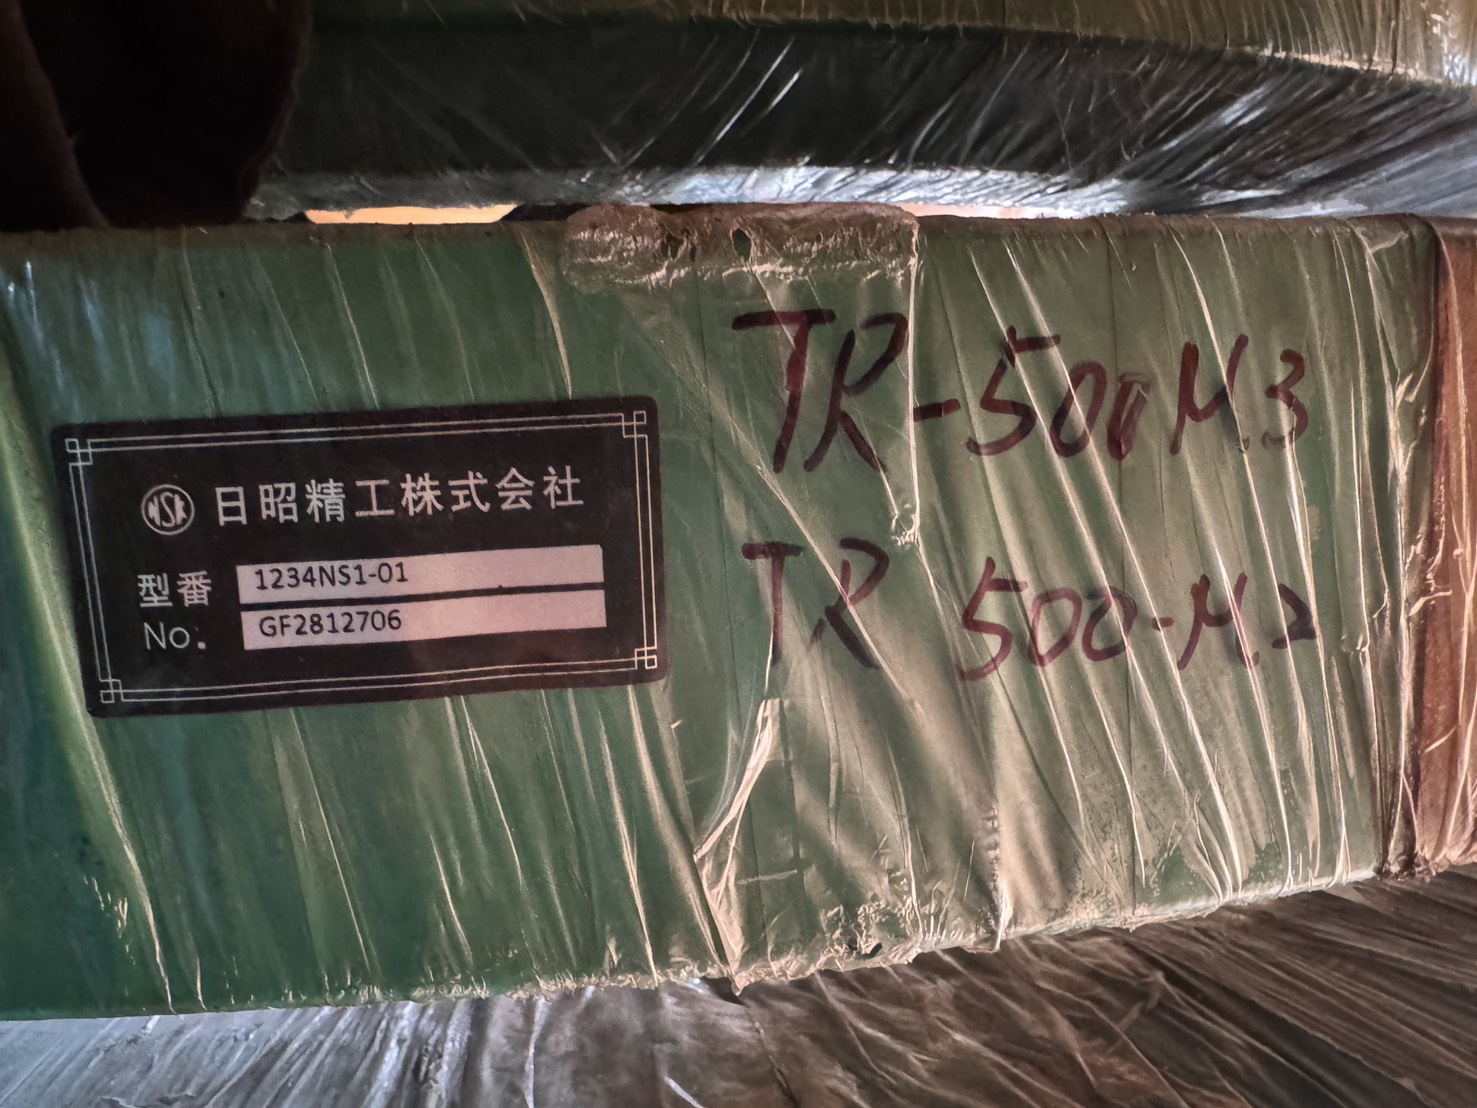 NSK 日昭精工株式会社
型番 1234NS1-01
No. GF2812706
TR-500M3
TR 500-M2